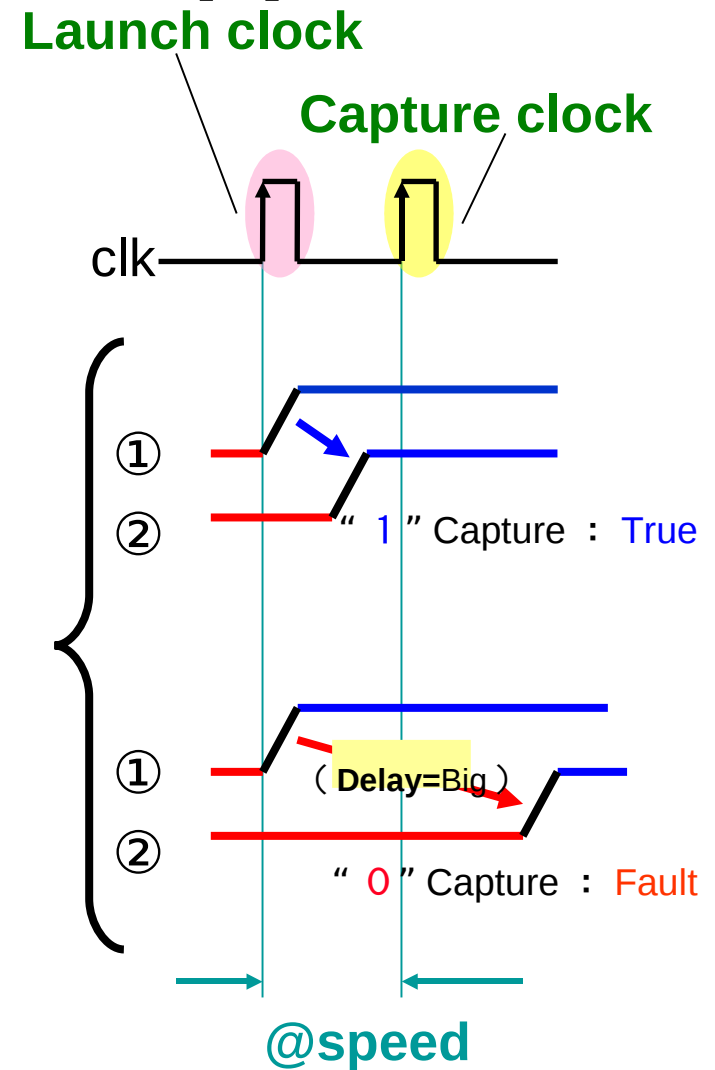 Launch clock
Capture clock
clk
①
②
“ 1 ” Capture : True
①
(Delay=Big)
②
“ 0 ” Capture : Fault
@speed